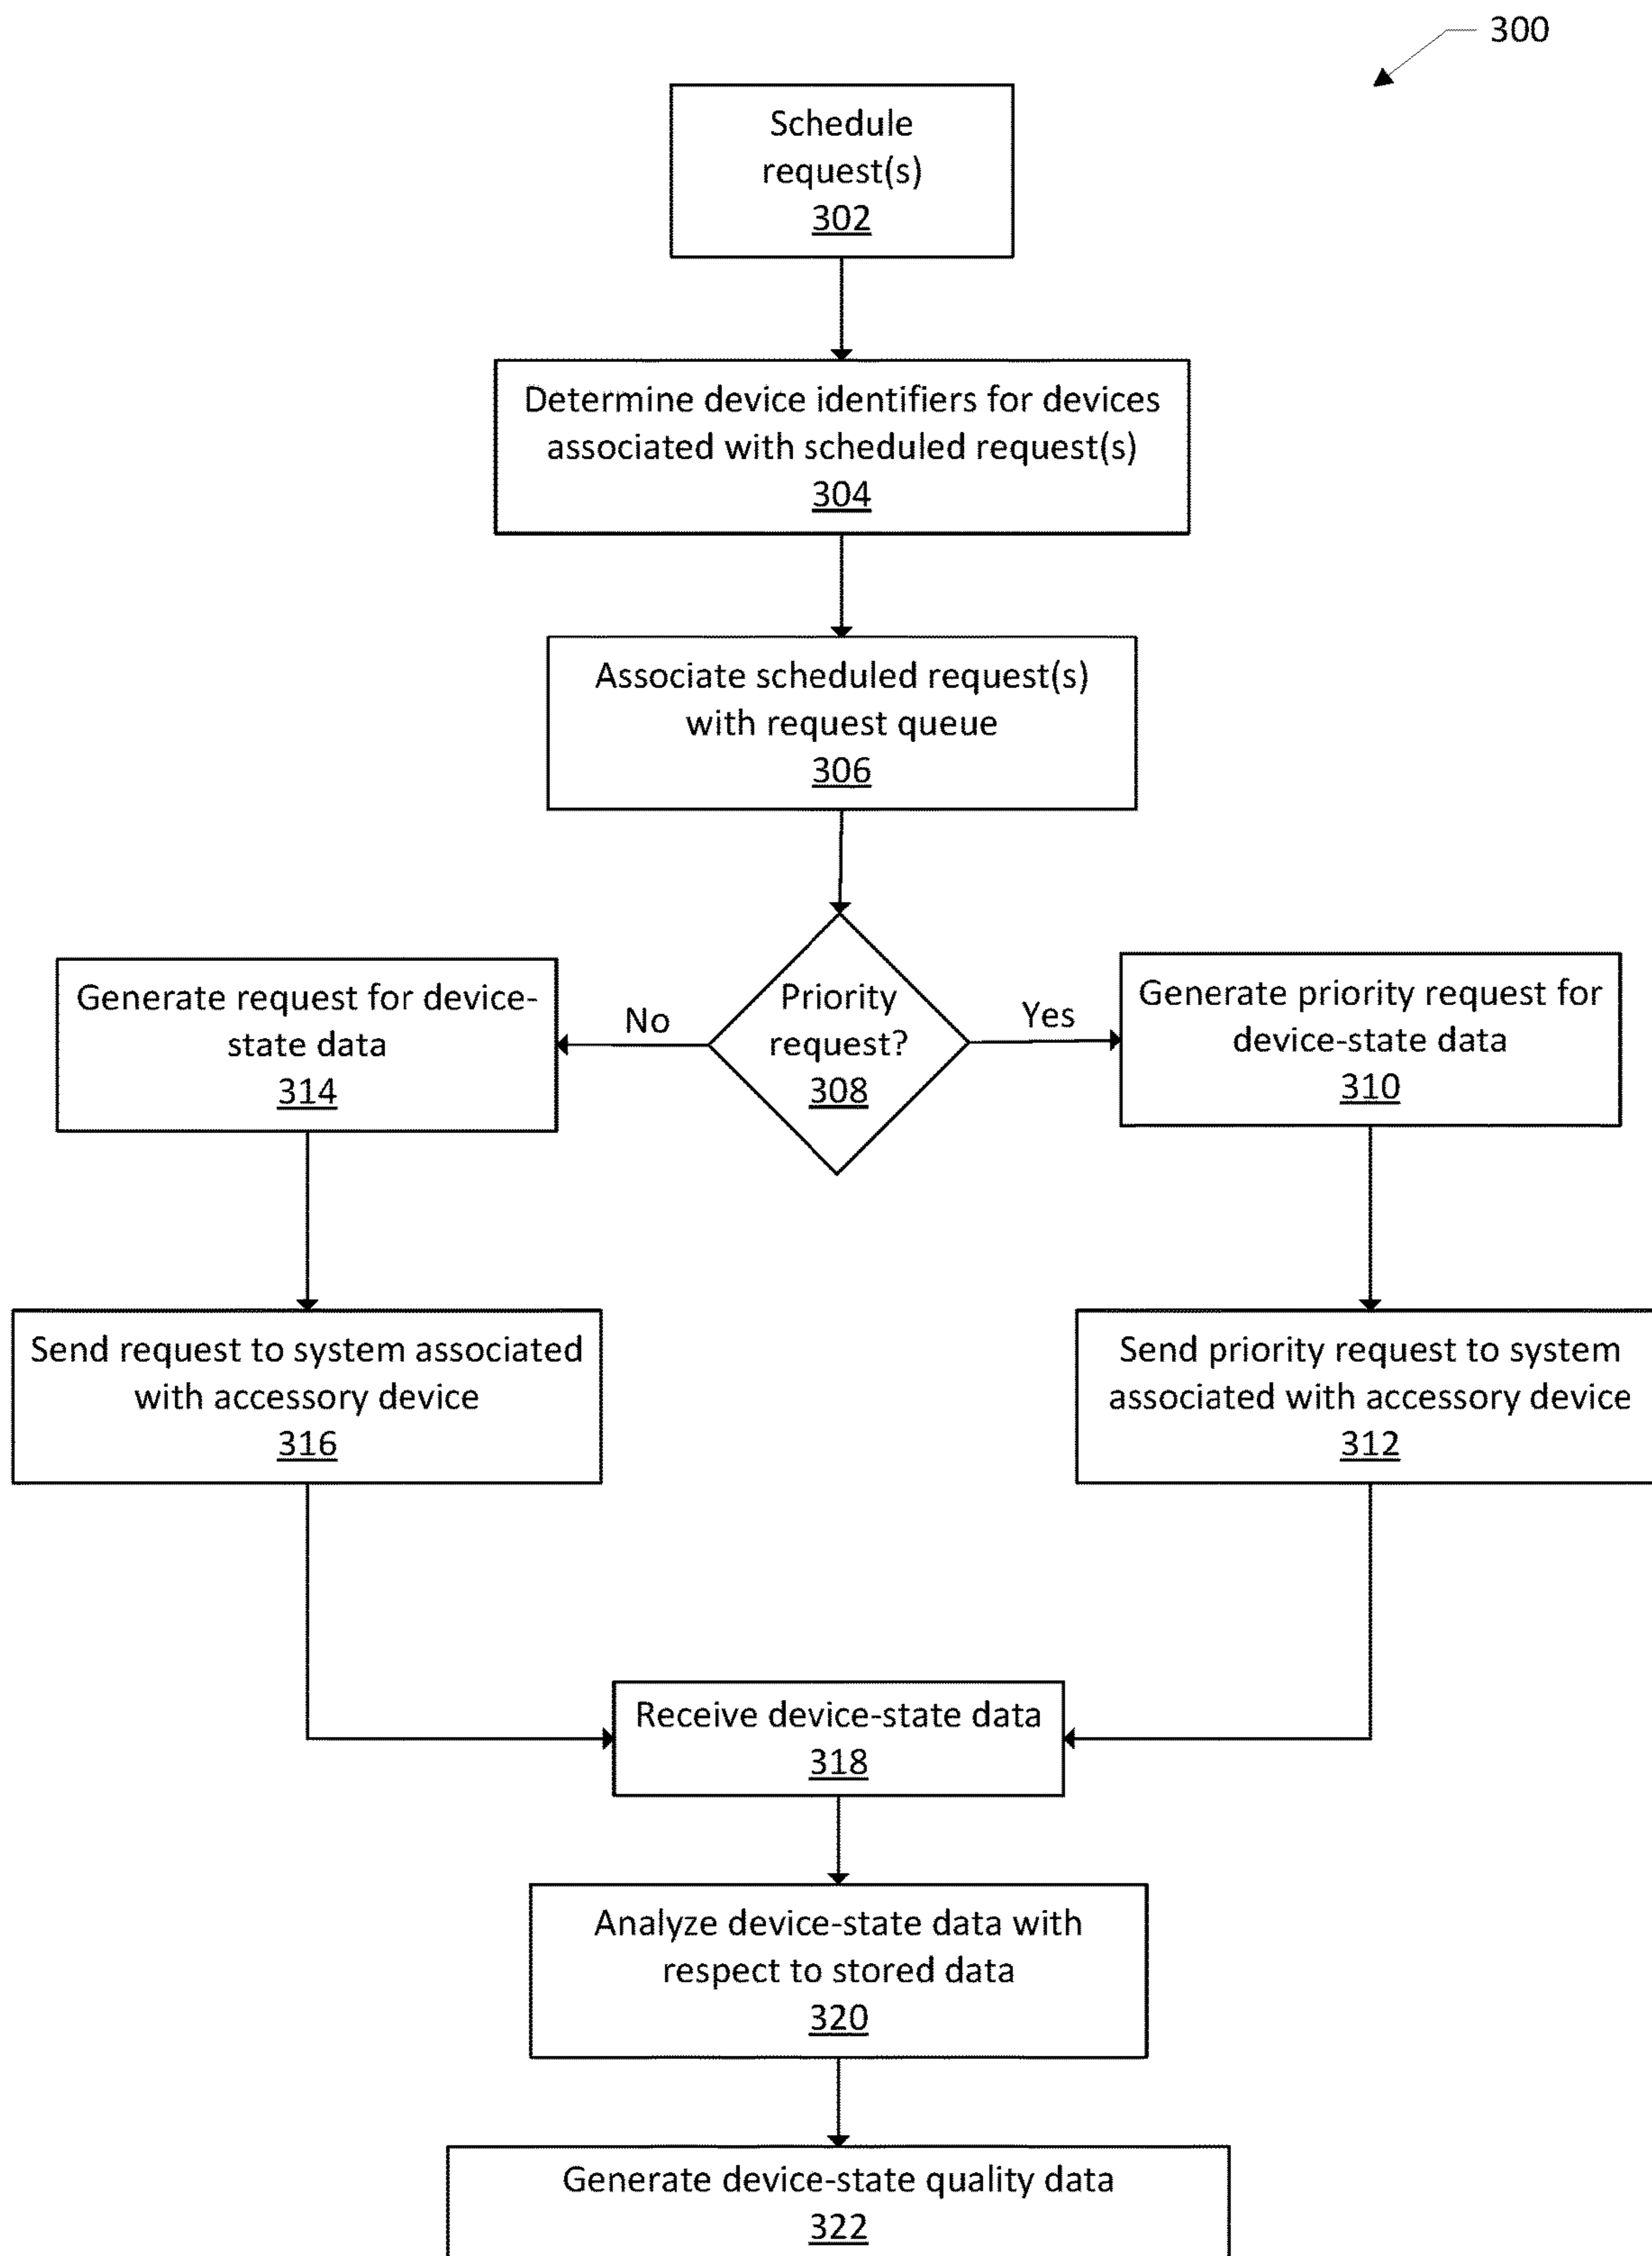 300
Schedule
request(s)
302
Determine device identifiers for devices
associated with scheduled request(s)
304
Associate scheduled request(s)
with request queue
306
Priority
request?
308
No
Yes
Generate request for device-
state data
314
Generate priority request for
device-state data
310
Send request to system associated
with accessory device
316
Send priority request to system
associated with accessory device
312
Receive device-state data
318
Analyze device-state data with
respect to stored data
320
Generate device-state quality data
322